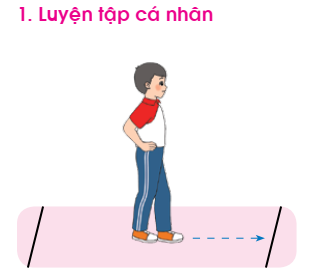 1. Luyện tập cá nhân